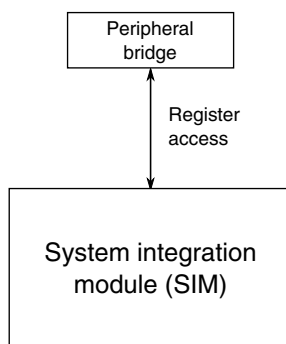 Peripheral
bridge
Register
access
System integration
module (SIM)